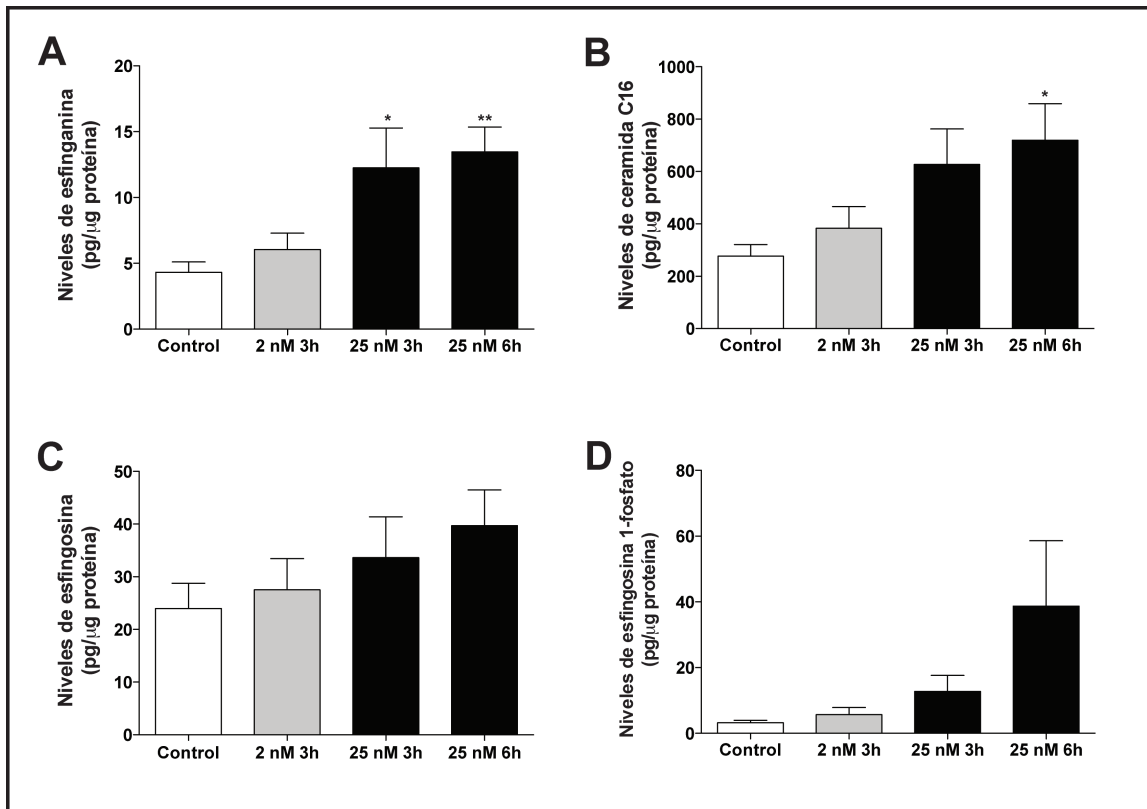 A
Niveles de esfinganina
(pg/μg proteína)
20
15
10
5
0
*
**
Control
2 nM 3h
25 nM 3h
25 nM 6h
B
Niveles de ceramida C16
(pg/μg proteína)
1000
800
600
400
200
0
*
Control
2 nM 3h
25 nM 3h
25 nM 6h
C
Niveles de esfingosina
(pg/μg proteína)
50
40
30
20
10
0
Control
2 nM 3h
25 nM 3h
25 nM 6h
D
Niveles de esfingosina 1-fosfato
(pg/μg proteína)
80
60
40
20
0
Control
2 nM 3h
25 nM 3h
25 nM 6h